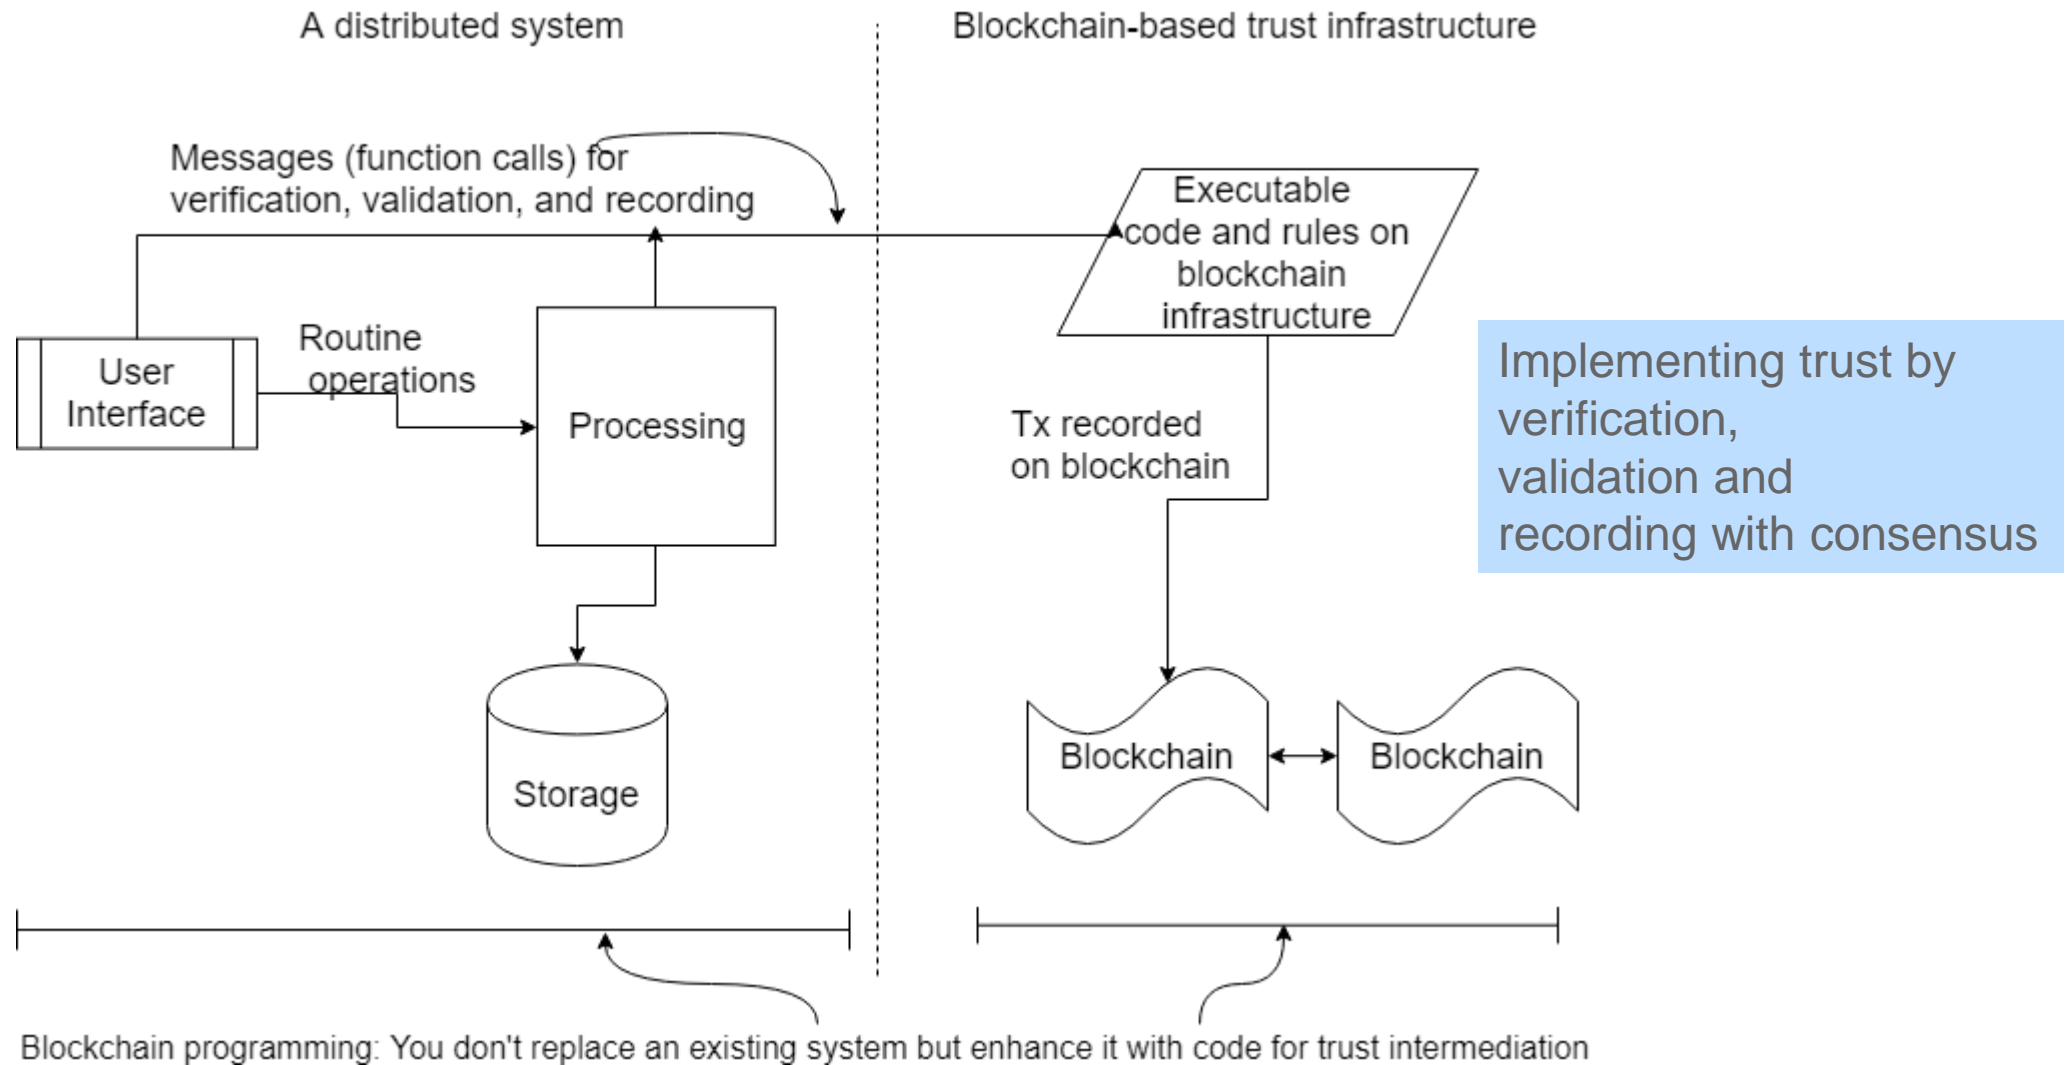 A distributed system
Blockchain-based trust infrastructure
Messages (function calls) for
verification, validation, and recording
Executable
code and rules on
blockchain
infrastructure
Routine
operations
User
Interface
Processing
Implementing trust by
verification,
validation and
recording with consensus
Tx recorded
on blockchain
Storage
Blockchain
Blockchain
Blockchain programming: You don't replace an existing system but enhance it with code for trust intermediation